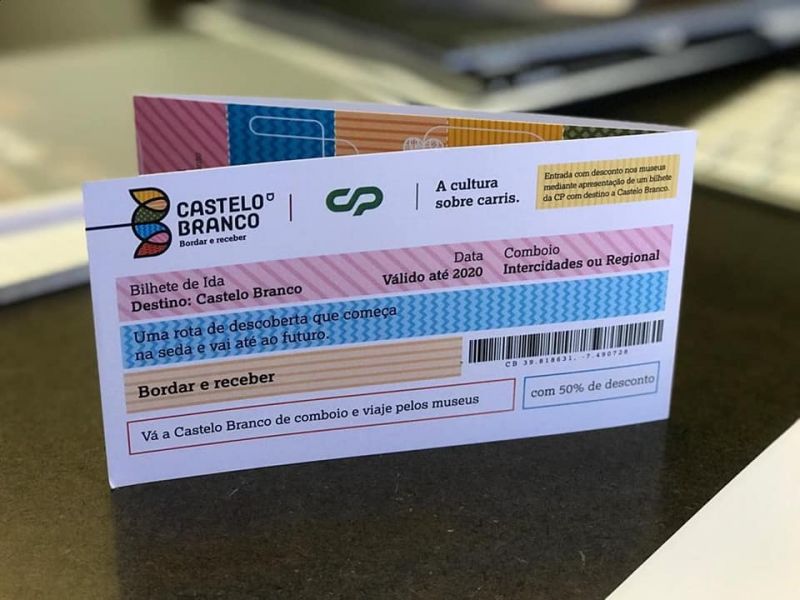 CASTELO
BRANCO
Bordar e receber
CP
A cultura
sobre carris.
Entrada com desconto nos museus
mediante apresentação de um bilhete
da CP com destino a Castelo Branco.
Bilhete de Ida
Destino: Castelo Branco
Data
Válido até 2020
Comboio
Intercidades ou Regional
Uma rota de descoberta que começa
na seda e vai até ao futuro.
CB 39.818631, -7.490728
Bordar e receber
Vá a Castelo Branco de comboio e viaje pelos museus
com 50% de desconto